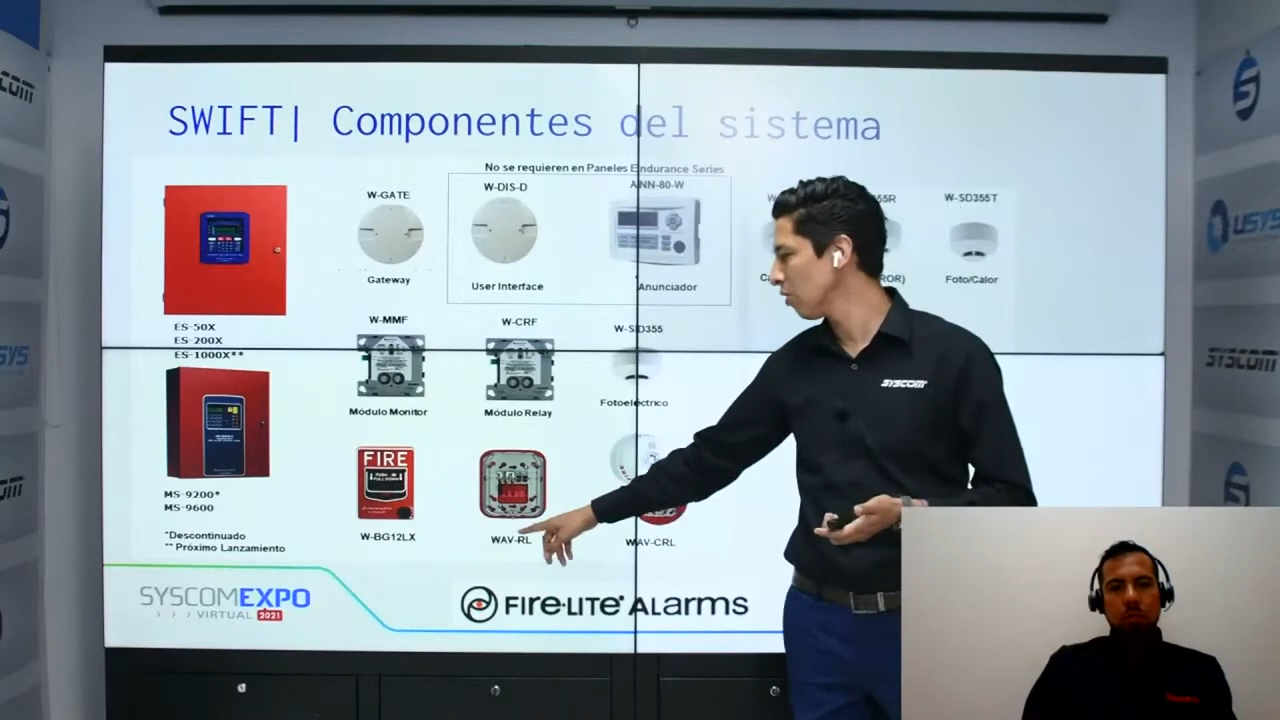 SWIFT| Componentes del sistema
No se requieren en Paneles Endurance Series
W-GATE
W-DIS-D
ANN-80-W
W-SD355T
Gateway
User Interface
Anunciador
Foto/Calor
ES-50X
ES-200X
ES-1000X**
W-MMF
W-CRF
W-SD355
Módulo Monitor
Módulo Relay
Fotoeléctrico
FIRE
MS-9200*
MS-9600
W-BG12LX
WAV-RL
WAV-CRL
*Descontinuado
** Próximo Lanzamiento
SYSCOMEXPO
VIRTUAL 2021
FIRE-LITE ALARMS
SYSCOM
SYSCOM
USYS
COM
SYS